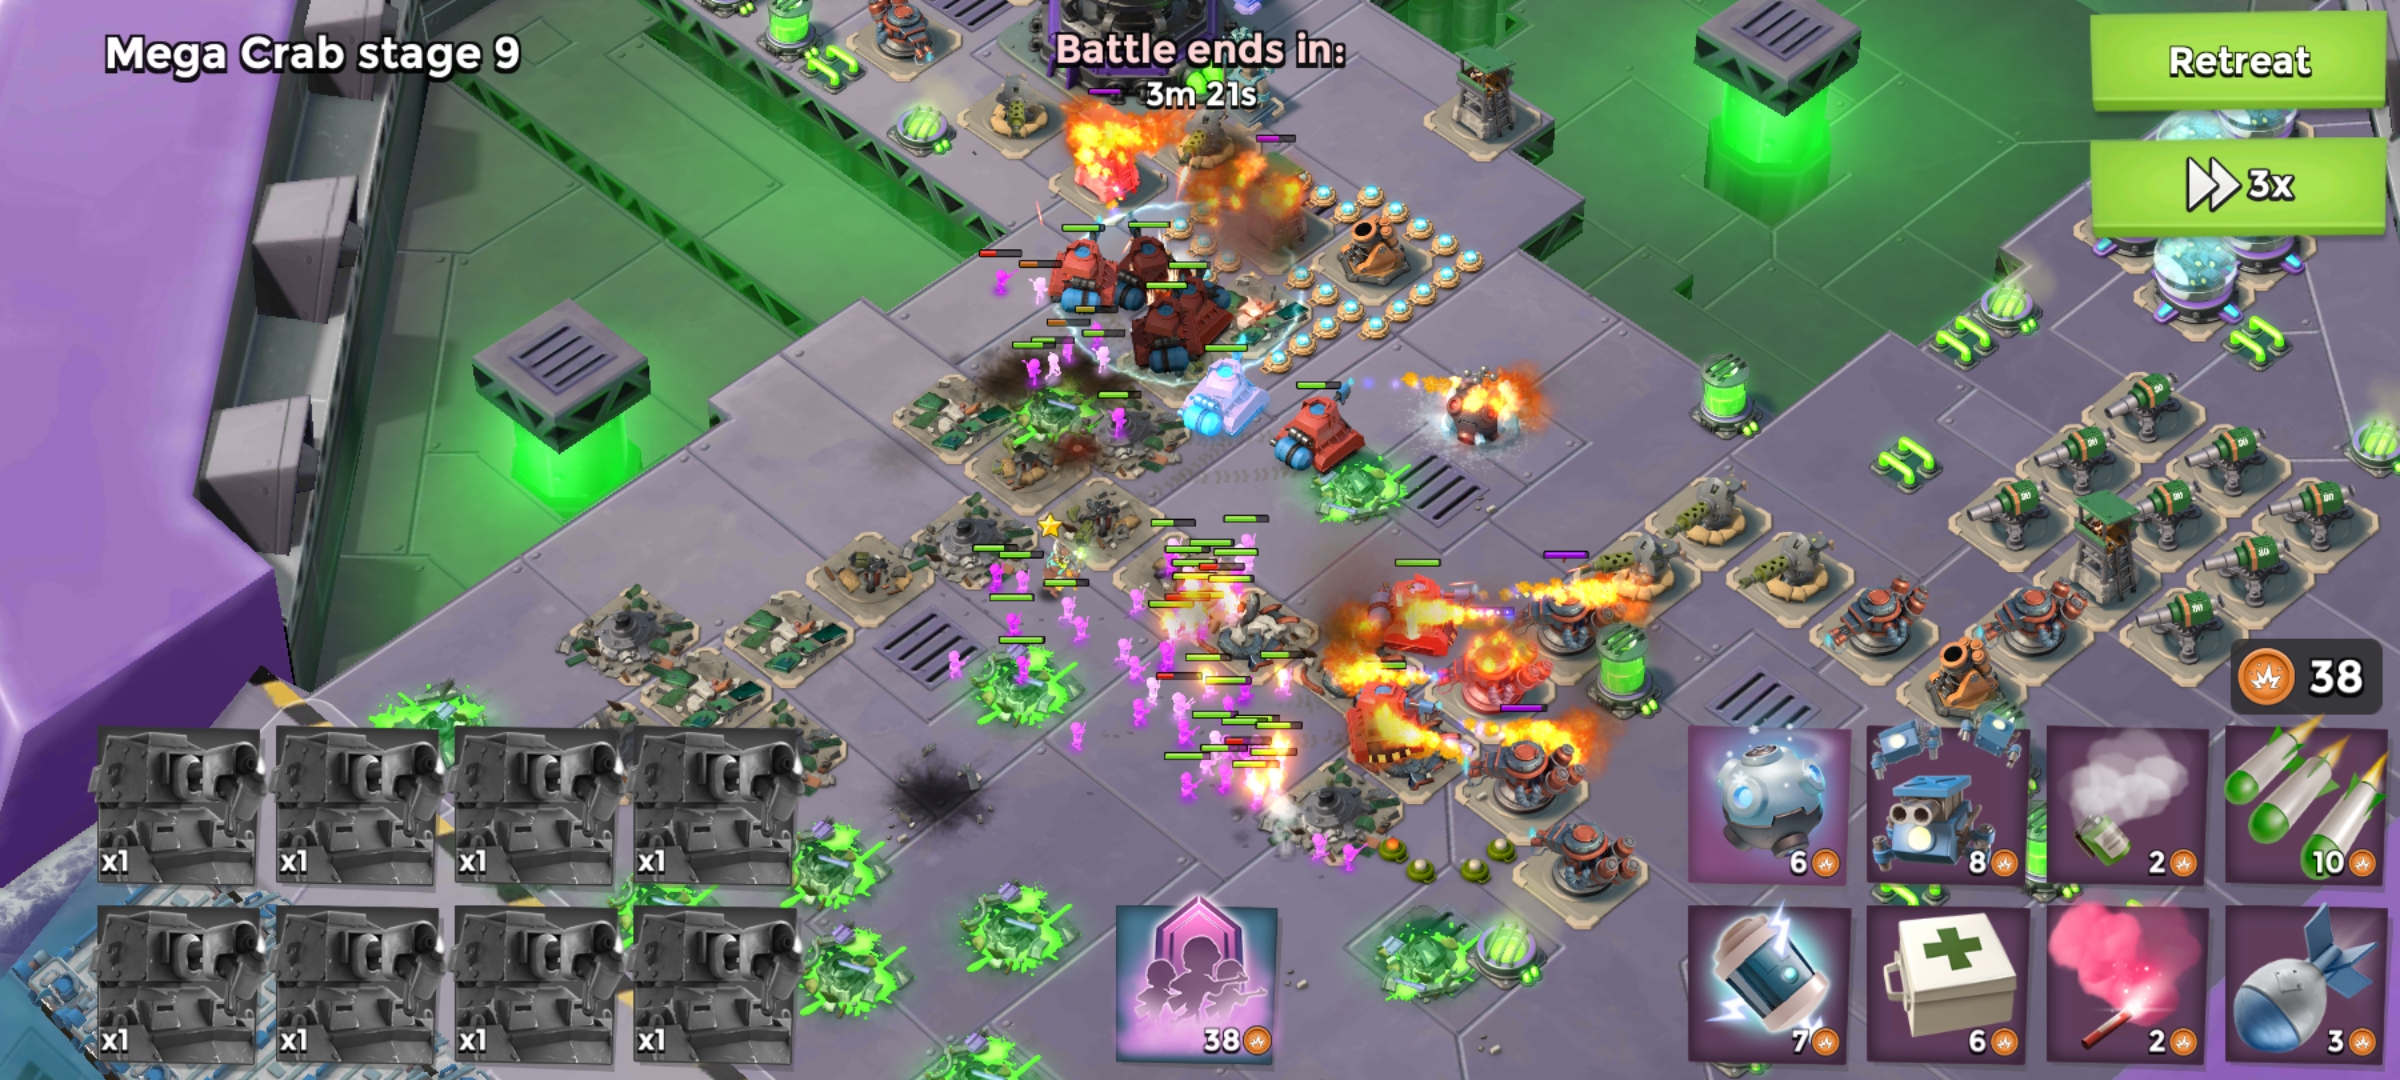 Mega Crab stage 9
Battle ends in:
3m 21s
Retreat
3x
38
6
8
2
10
x1
x1
x1
x1
7
6
2
3
x1
x1
x1
x1
38